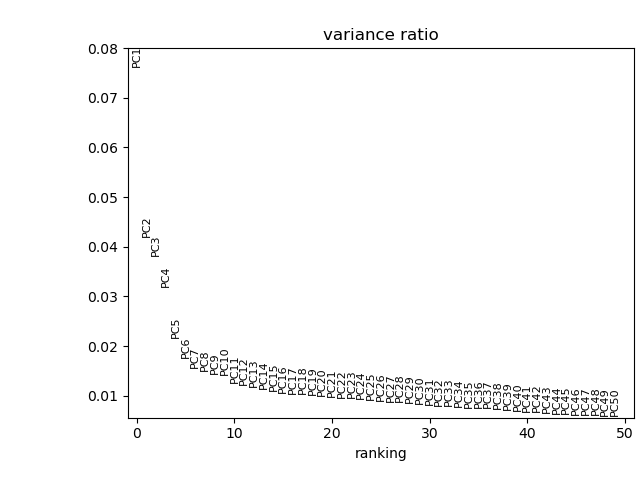 variance ratio
0.08
0.07
0.06
0.05
0.04
0.03
0.02
0.01
PC1
PC2
PC3
PC4
PC5
PC6
PC7
PC8
PC9
PC10
PC11
PC12
PC13
PC14
PC15
PC16
PC17
PC18
PC19
PC20
PC21
PC22
PC23
PC24
PC25
PC26
PC27
PC28
PC29
PC30
PC31
PC32
PC33
PC34
PC35
PC36
PC37
PC38
PC39
PC40
PC41
PC42
PC43
PC44
PC45
PC46
PC47
PC48
PC49
PC50
0 10 20 30 40 50
ranking